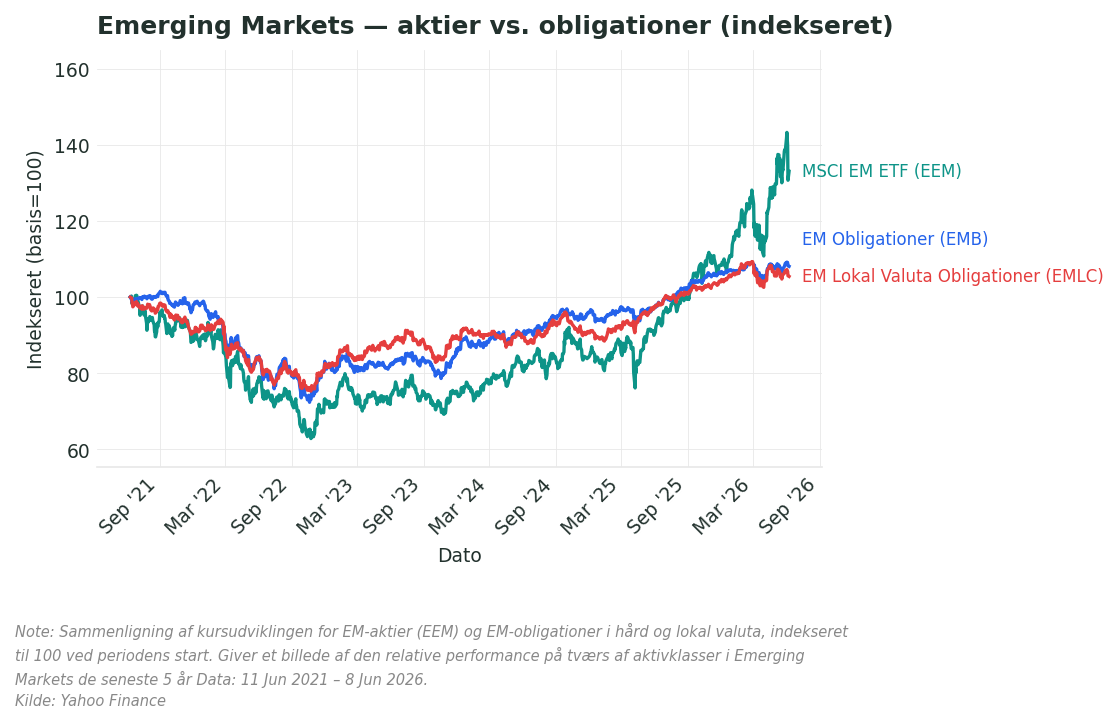 Emerging Markets — aktier vs. obligationer (indekseret)
Indekseret (basis=100)
160
140
120
100
80
60
MSCI EM ETF (EEM)
EM Obligationer (EMB)
EM Lokal Valuta Obligationer (EMLC)
Sep '21
Mar '22
Sep '22
Mar '23
Sep '23
Mar '24
Sep '24
Mar '25
Sep '25
Mar '26
Sep '26
Dato
Note: Sammenligning af kursudviklingen for EM-aktier (EEM) og EM-obligationer i hård og lokal valuta, indekseret
til 100 ved periodens start. Giver et billede af den relative performance på tværs af aktivklasser i Emerging
Markets de seneste 5 år Data: 11 Jun 2021 – 8 Jun 2026.
Kilde: Yahoo Finance